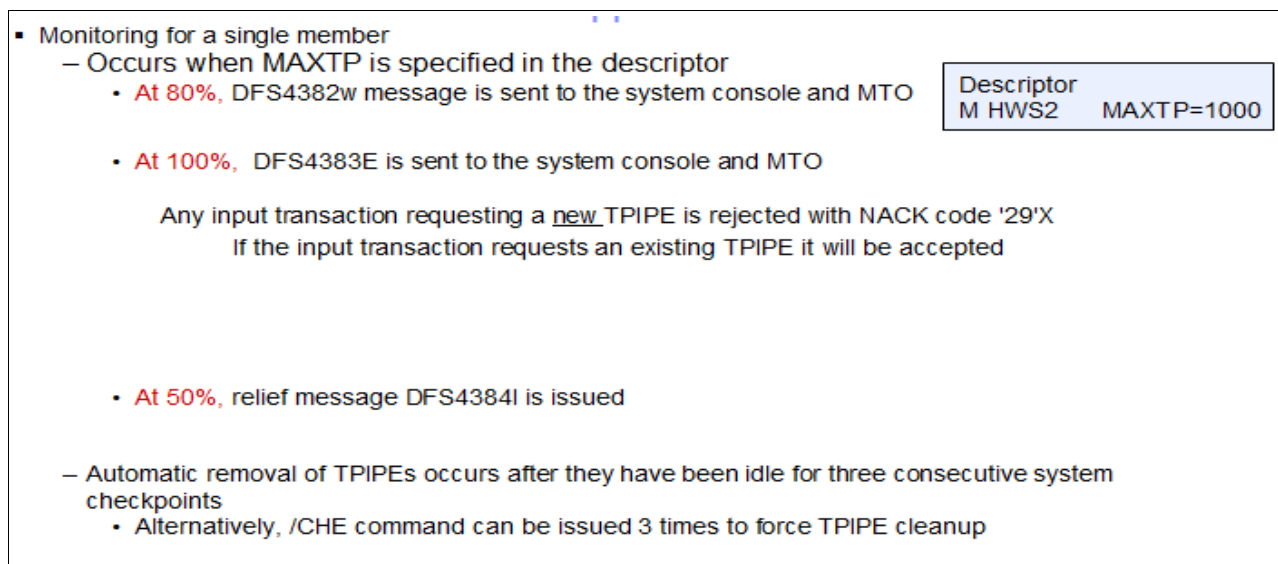 ▪ Monitoring for a single member
– Occurs when MAXTP is specified in the descriptor
• At 80%, DFS4382w message is sent to the system console and MTO
Descriptor
M HWS2 MAXTP=1000
• At 100%, DFS4383E is sent to the system console and MTO
Any input transaction requesting a new TPIPE is rejected with NACK code '29'X
If the input transaction requests an existing TPIPE it will be accepted
• At 50%, relief message DFS4384I is issued
– Automatic removal of TPIPEs occurs after they have been idle for three consecutive system
checkpoints
• Alternatively, /CHE command can be issued 3 times to force TPIPE cleanup